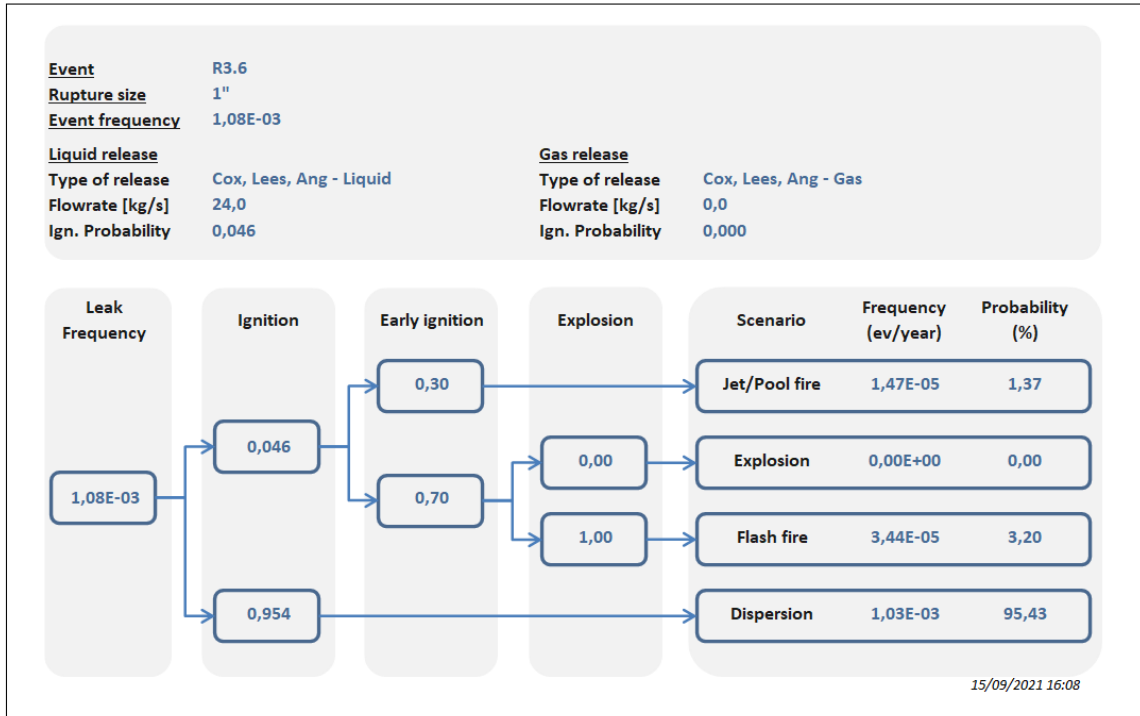 Event R3.6
Rupture size 1"
Event frequency 1,08E-03
Liquid release Gas release
Type of release Cox, Lees, Ang - Liquid Type of release Cox, Lees, Ang - Gas
Flowrate [kg/s] 24,0 Flowrate [kg/s] 0,0
Ign. Probability 0,046 Ign. Probability 0,000
Leak Frequency Ignition Early ignition Explosion Scenario Frequency (ev/year) Probability (%)
0,30 Jet/Pool fire 1,47E-05 1,37
0,046 0,00 Explosion 0,00E+00 0,00
1,08E-03 0,70
1,00 Flash fire 3,44E-05 3,20
0,954 Dispersion 1,03E-03 95,43
15/09/2021 16:08